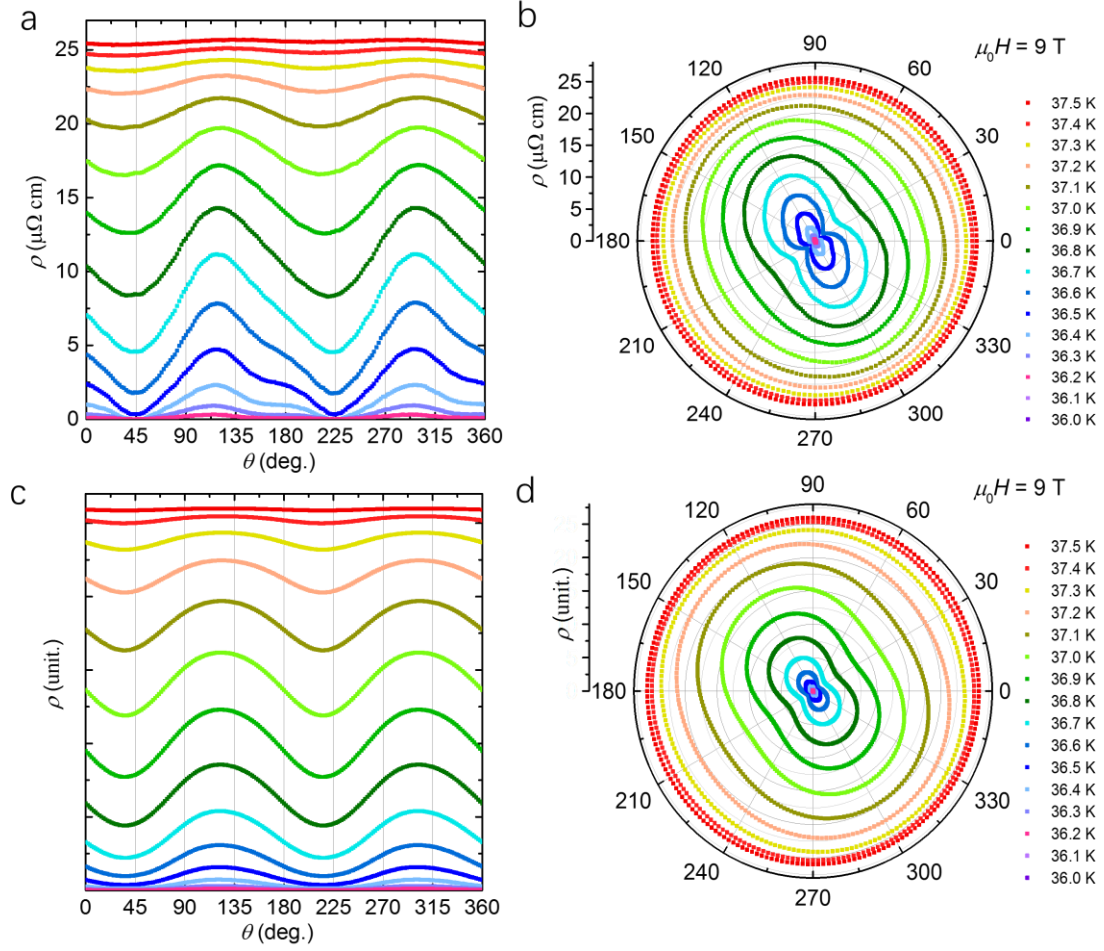 a
25
20
15
10
5
0
ρ (μΩ cm)
0 45 90 135 180 225 270 315 360
θ (deg.)
b
μ₀H = 9 T
25
20
15
10
5
0
ρ (μΩ cm)
90
120 60
150 30
180 0
210 330
240 300
270
37.5 K
37.4 K
37.3 K
37.2 K
37.1 K
37.0 K
36.9 K
36.8 K
36.7 K
36.6 K
36.5 K
36.4 K
36.3 K
36.2 K
36.1 K
36.0 K
c
ρ (unit.)
0 45 90 135 180 225 270 315 360
θ (deg.)
d
μ₀H = 9 T
ρ (unit.)
90
120 60
150 30
180 0
210 330
240 300
270
37.5 K
37.4 K
37.3 K
37.2 K
37.1 K
37.0 K
36.9 K
36.8 K
36.7 K
36.6 K
36.5 K
36.4 K
36.3 K
36.2 K
36.1 K
36.0 K